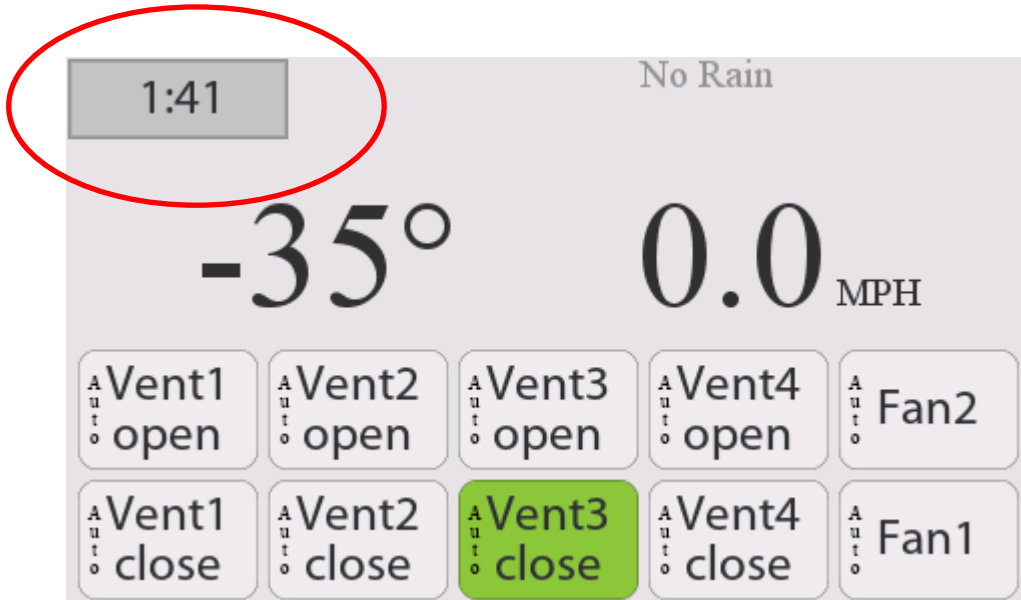 1:41
No Rain
-35° 0.0 MPH
Auto Vent1 open
Auto Vent2 open
Auto Vent3 open
Auto Vent4 open
Auto Fan2
Auto Vent1 close
Auto Vent2 close
Auto Vent3 close
Auto Vent4 close
Auto Fan1